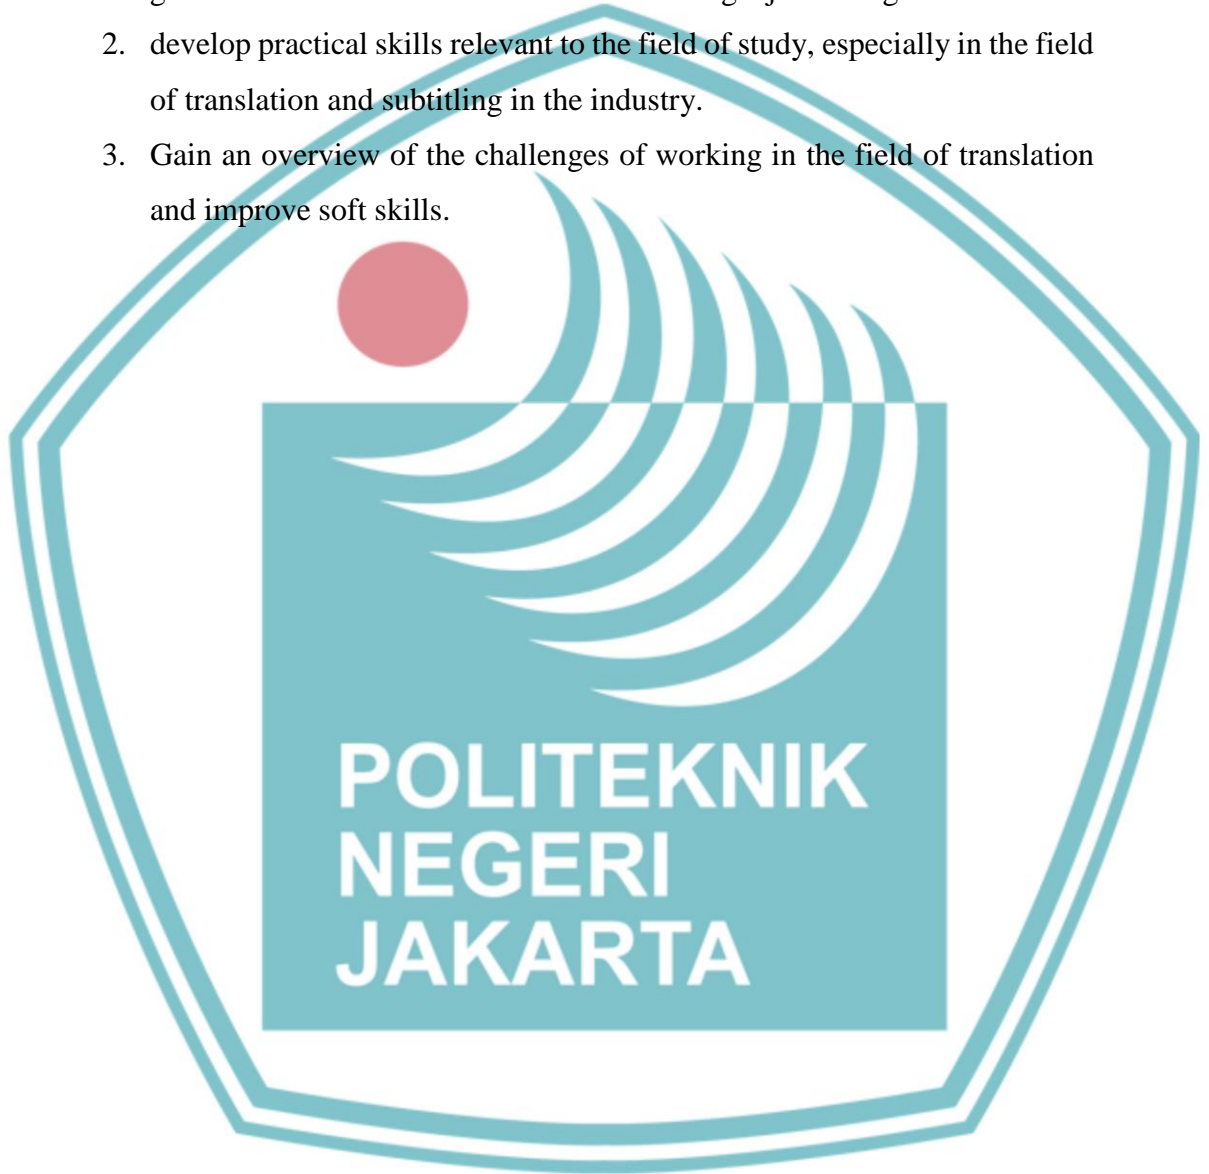 2. develop practical skills relevant to the field of study, especially in the field
of translation and subtitling in the industry.
3. Gain an overview of the challenges of working in the field of translation
and improve soft skills.
POLITEKNIK
NEGERI
JAKARTA